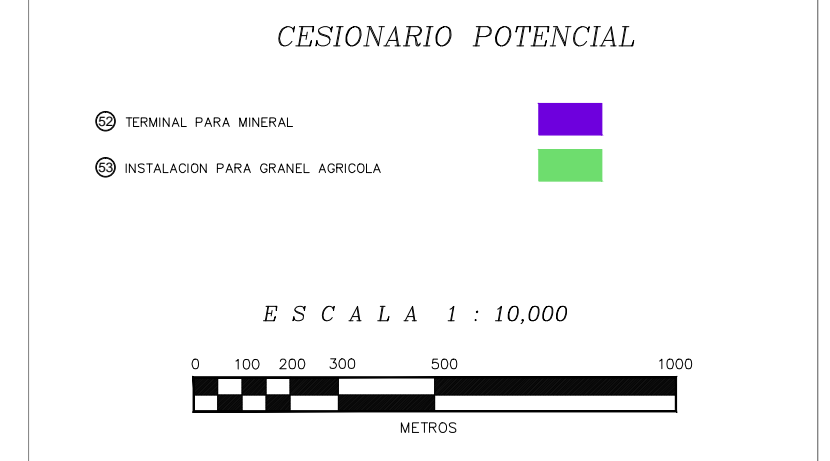 CESIONARIO POTENCIAL
52 TERMINAL PARA MINERAL
53 INSTALACION PARA GRANEL AGRICOLA
ESCALA 1 : 10,000
0 100 200 300 500 1000
METROS